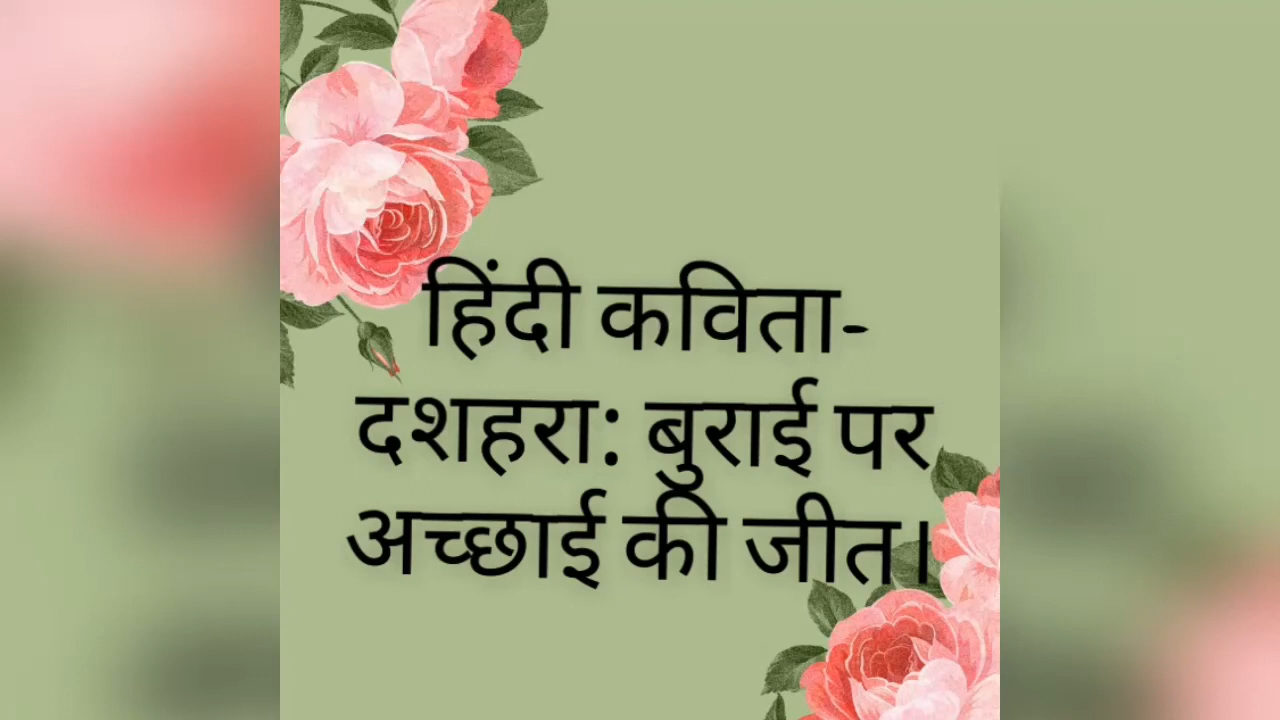 हिंदी कविता-
दशहरा: बुराई पर
अच्छाई की जीत।